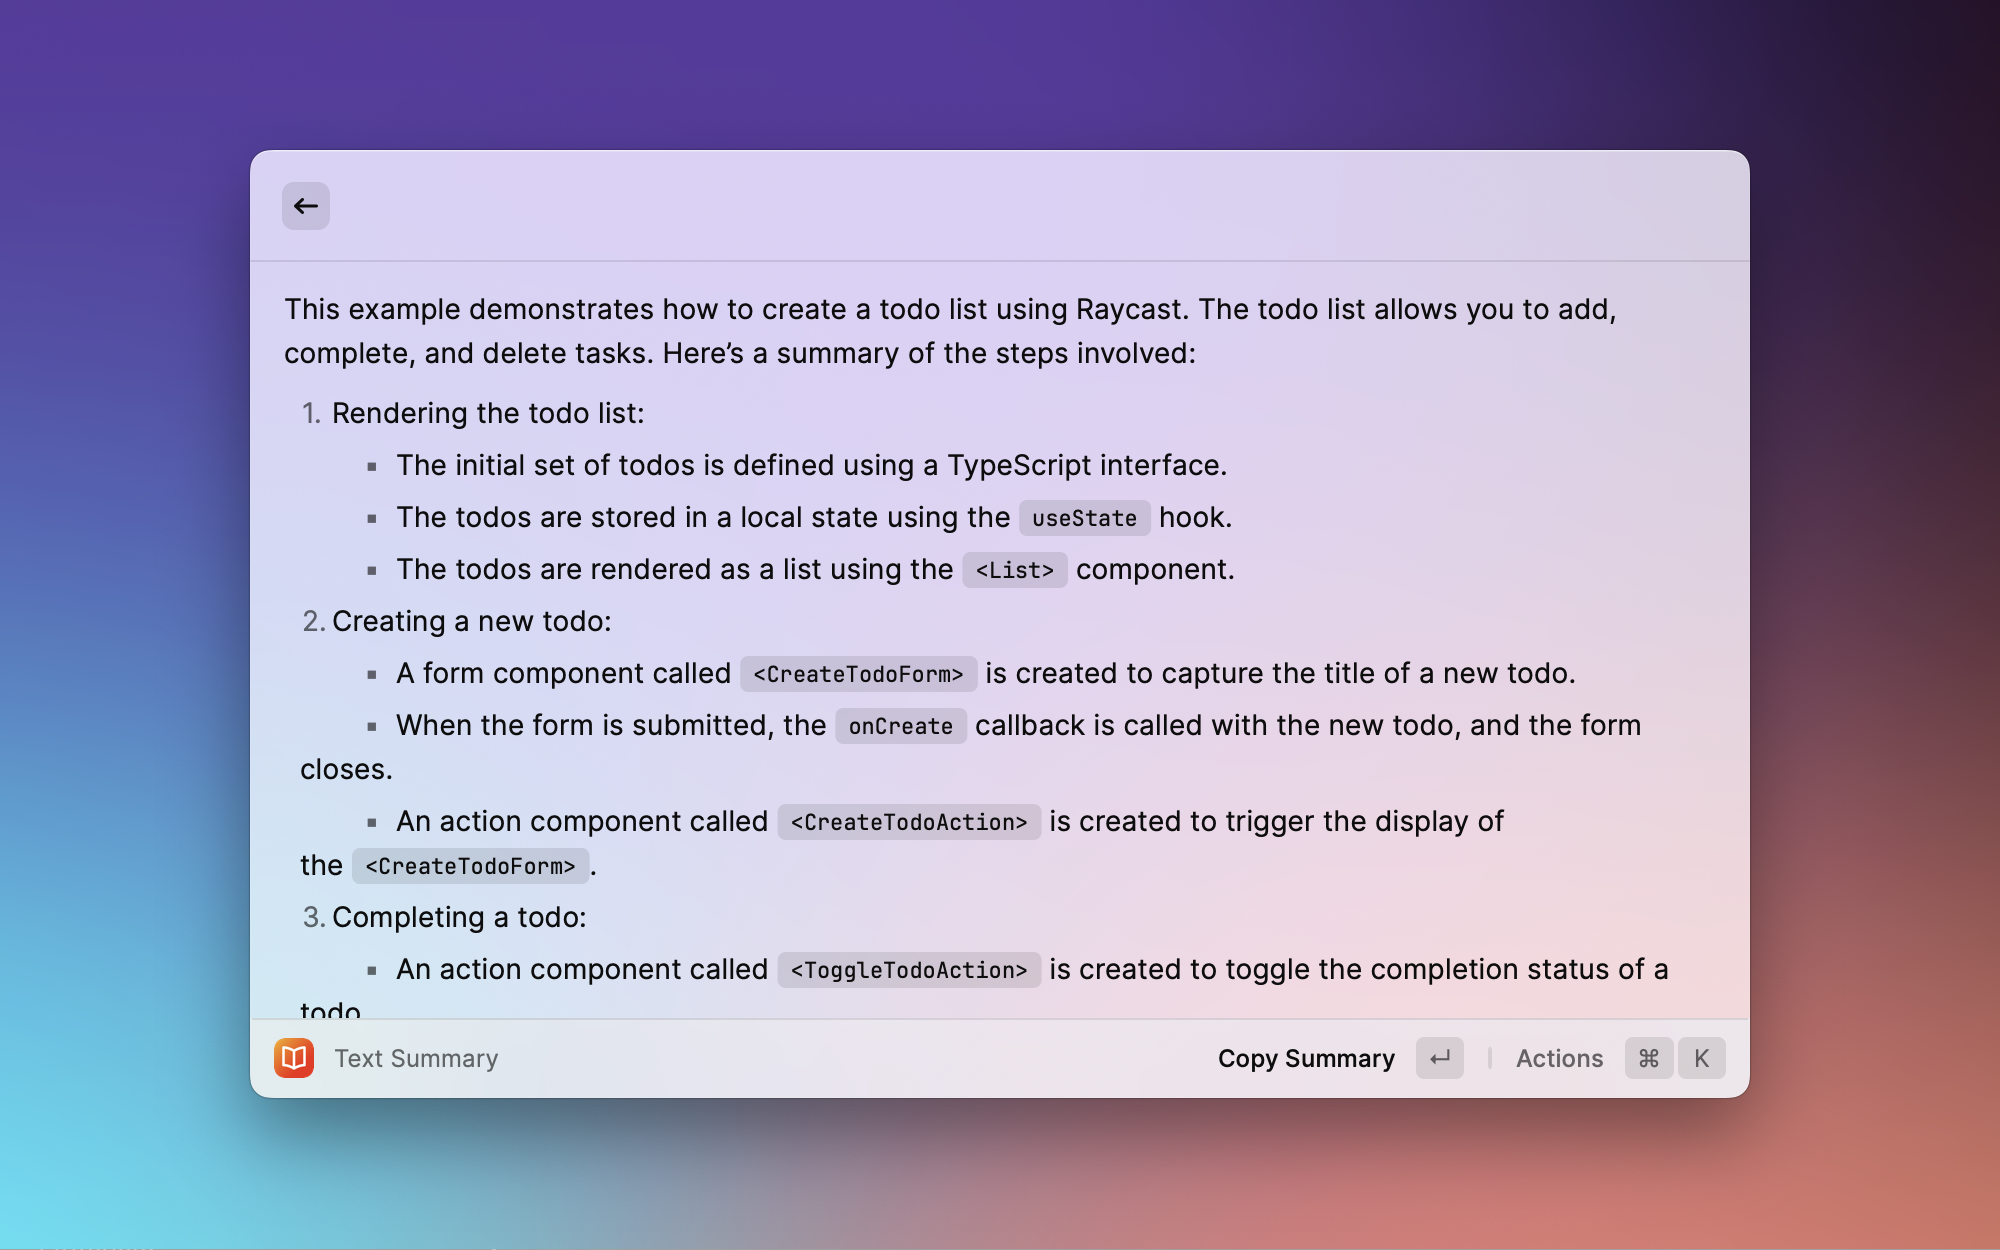 This example demonstrates how to create a todo list using Raycast. The todo list allows you to add,
complete, and delete tasks. Here’s a summary of the steps involved:
1. Rendering the todo list:
▪ The initial set of todos is defined using a TypeScript interface.
▪ The todos are stored in a local state using the useState hook.
▪ The todos are rendered as a list using the <List> component.
2. Creating a new todo:
▪ A form component called <CreateTodoForm> is created to capture the title of a new todo.
▪ When the form is submitted, the onCreate callback is called with the new todo, and the form
closes.
▪ An action component called <CreateTodoAction> is created to trigger the display of
the <CreateTodoForm>.
3. Completing a todo:
▪ An action component called <ToggleTodoAction> is created to toggle the completion status of a
todo
Text Summary
Copy Summary ↵ | Actions ⌘ K